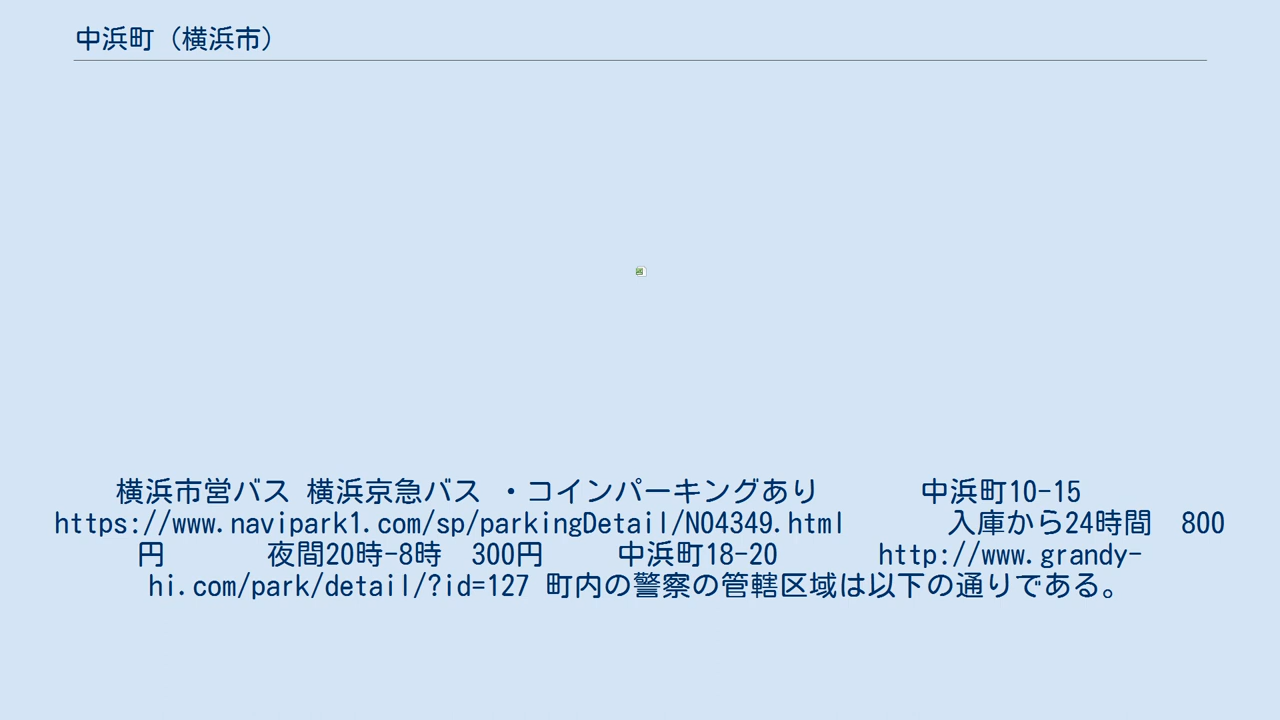 中浜町（横浜市）
横浜市営バス 横浜京急バス ・コインパーキングあり　　　中浜町10-15
https://www.navipark1.com/sp/parkingDetail/N04349.html　　　入庫から24時間　800
円　　　夜間20時-8時　300円　　中浜町18-20　　　http://www.grandy-
hi.com/park/detail/?id=127 町内の警察の管轄区域は以下の通りである。